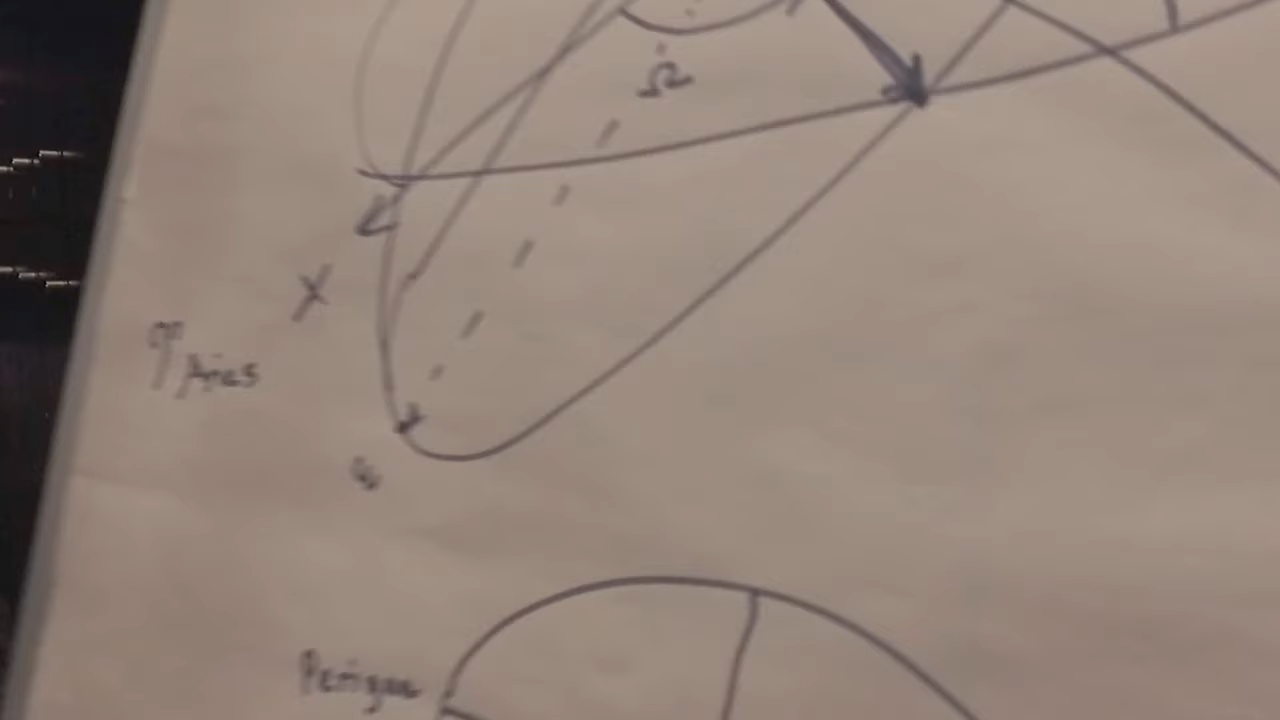 Ω
X
♈ Aries
ω
Perigee